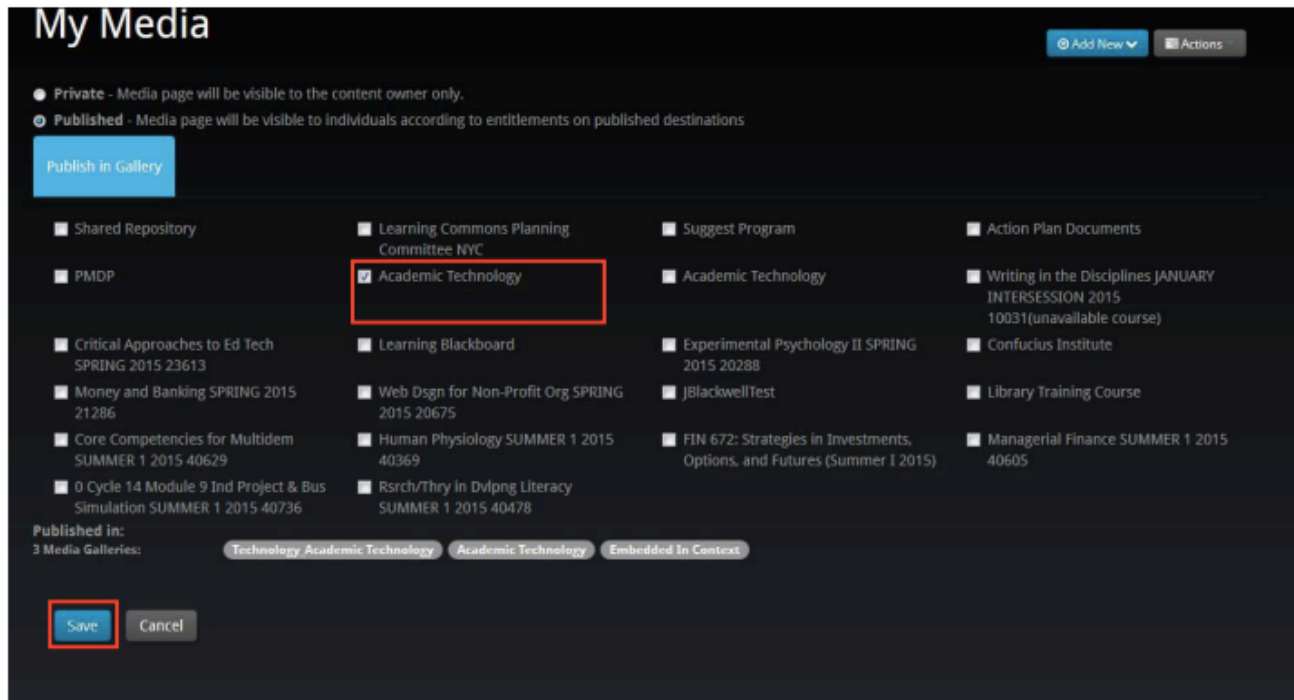 My Media
Add New
Actions
Private - Media page will be visible to the content owner only.
Published - Media page will be visible to individuals according to entitlements on published destinations
Publish in Gallery
Shared Repository
Learning Commons Planning
Committee NYC
Suggest Program
Action Plan Documents
PMDP
Academic Technology
Academic Technology
Writing in the Disciplines JANUARY
INTERSESSION 2015
10031(unavailable course)
Critical Approaches to Ed Tech
SPRING 2015 23613
Learning Blackboard
Experimental Psychology II SPRING
2015 20288
Confucius Institute
Money and Banking SPRING 2015
21286
Web Dsgn for Non-Profit Org SPRING
2015 20675
JBlackwellTest
Library Training Course
Core Competencies for Multidem
SUMMER 1 2015 40629
Human Physiology SUMMER 1 2015
40369
FIN 672: Strategies in Investments,
Options, and Futures (Summer I 2015)
Managerial Finance SUMMER 1 2015
40605
0 Cycle 14 Module 9 Ind Project & Bus
Simulation SUMMER 1 2015 40736
Rsrch/Thry in Dvlpng Literacy
SUMMER 1 2015 40478
Published in:
3 Media Galleries:
Technology_Academic Technology
Academic Technology
Embedded In Context
Save
Cancel